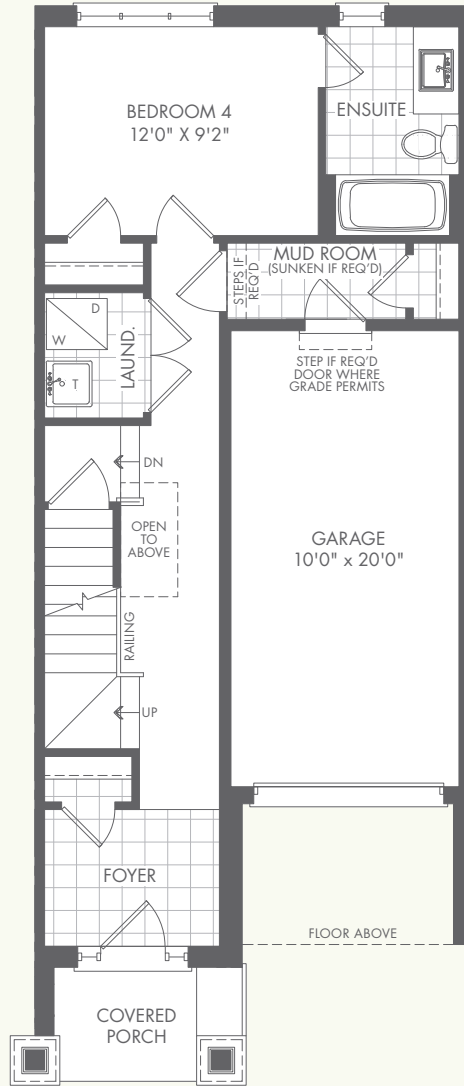 BEDROOM 4
12'0" X 9'2"
ENSUITE
MUD ROOM
(SUNKEN IF REQ'D)
STEPS IF
REQ'D
D
W
T
LAUND.
STEP IF REQ'D
DOOR WHERE
GRADE PERMITS
DN
OPEN
TO
ABOVE
GARAGE
10'0" x 20'0"
RAILING
UP
FOYER
FLOOR ABOVE
COVERED
PORCH